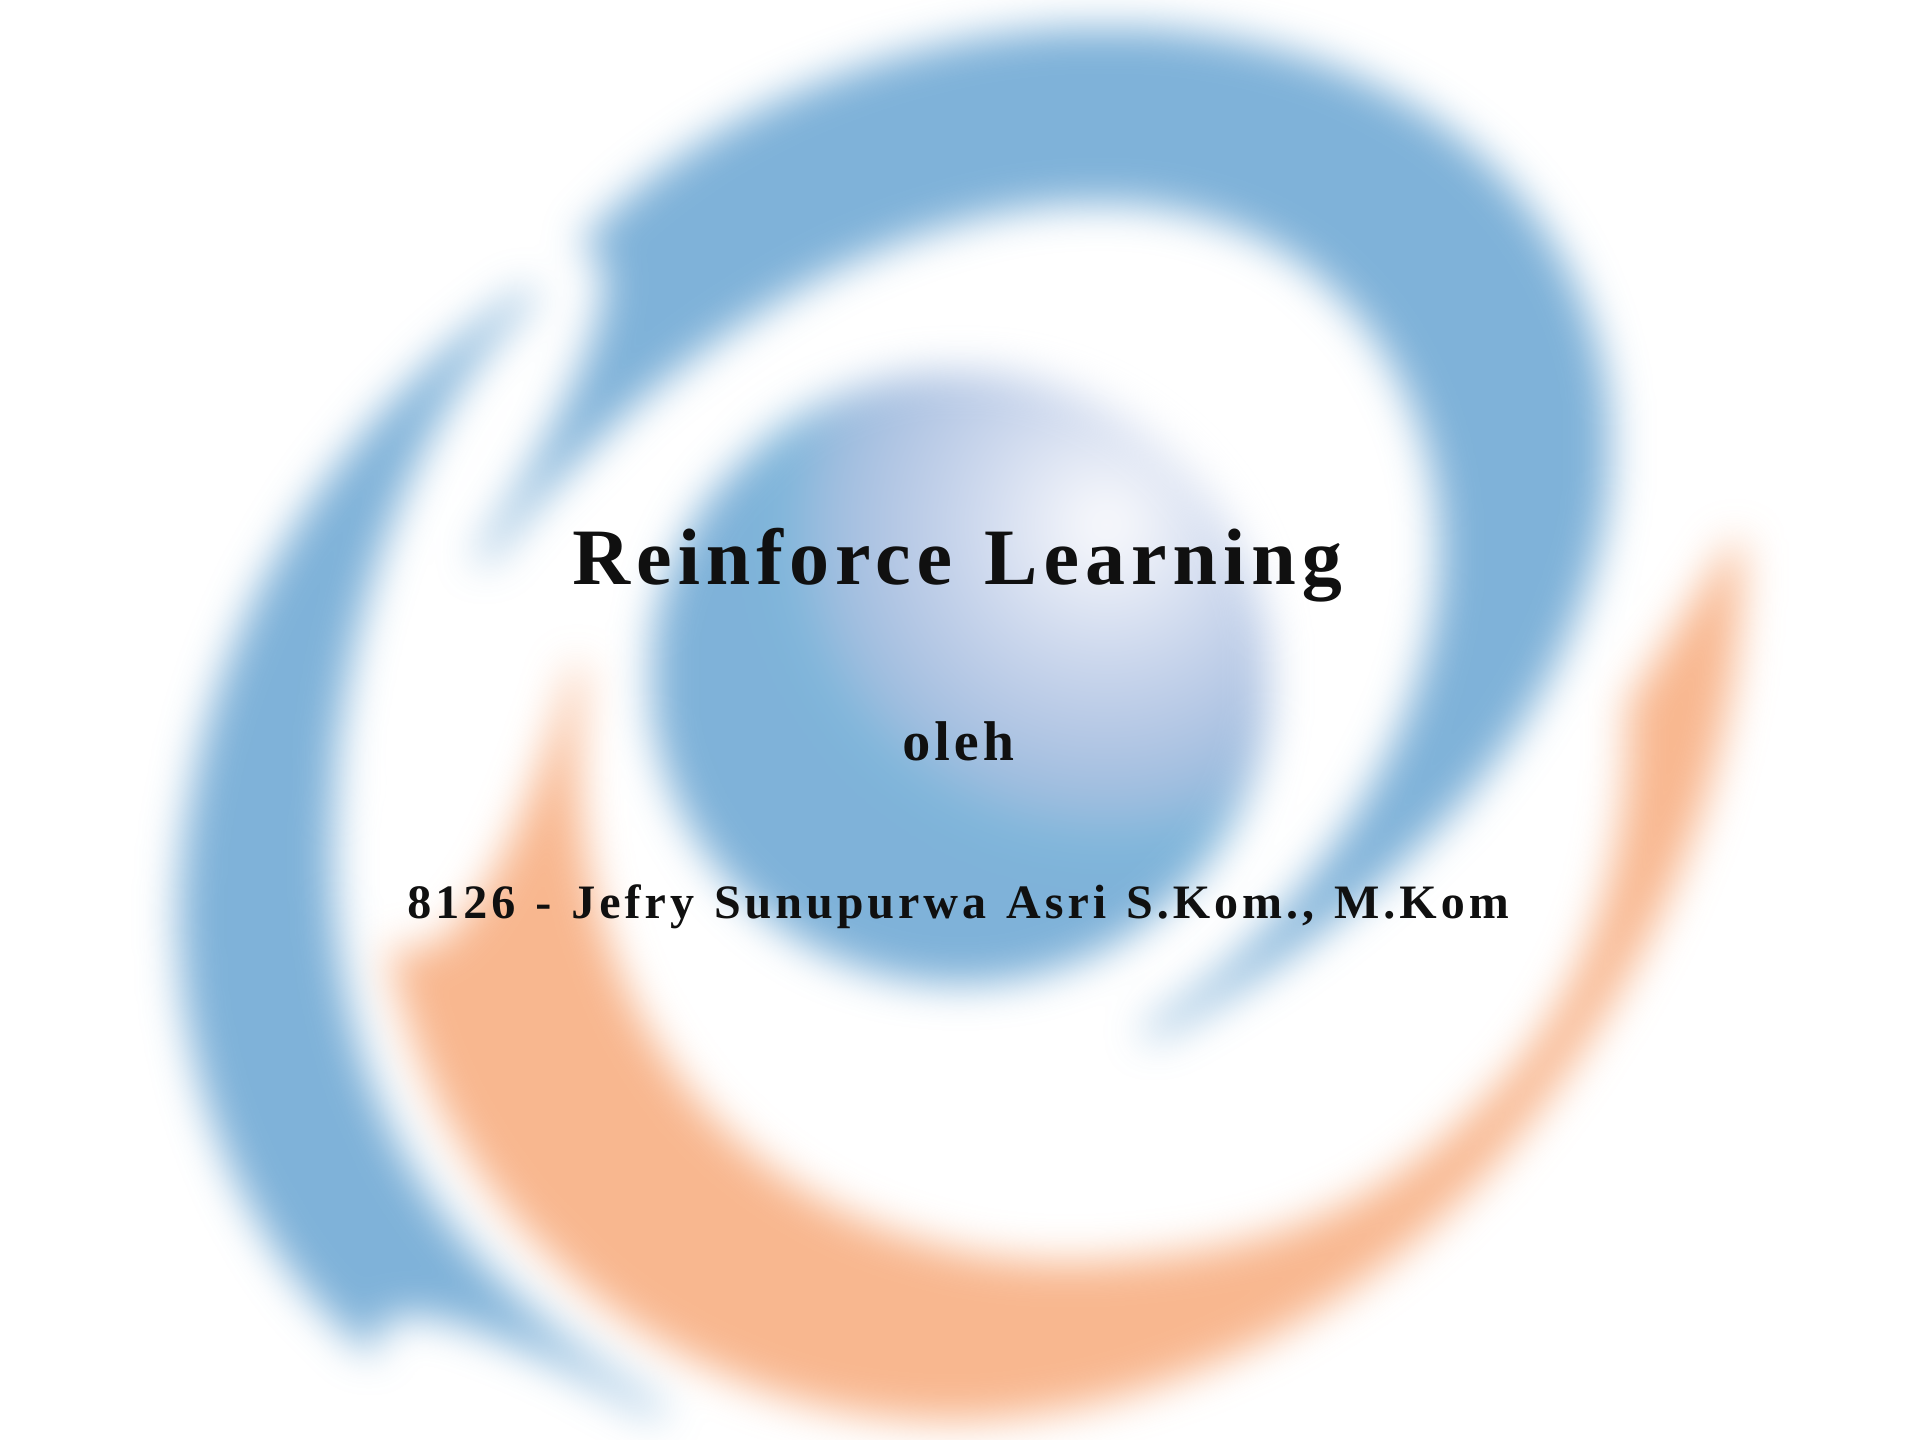 Reinforce Learning
oleh
8126 - Jefry Sunupurwa Asri S.Kom., M.Kom